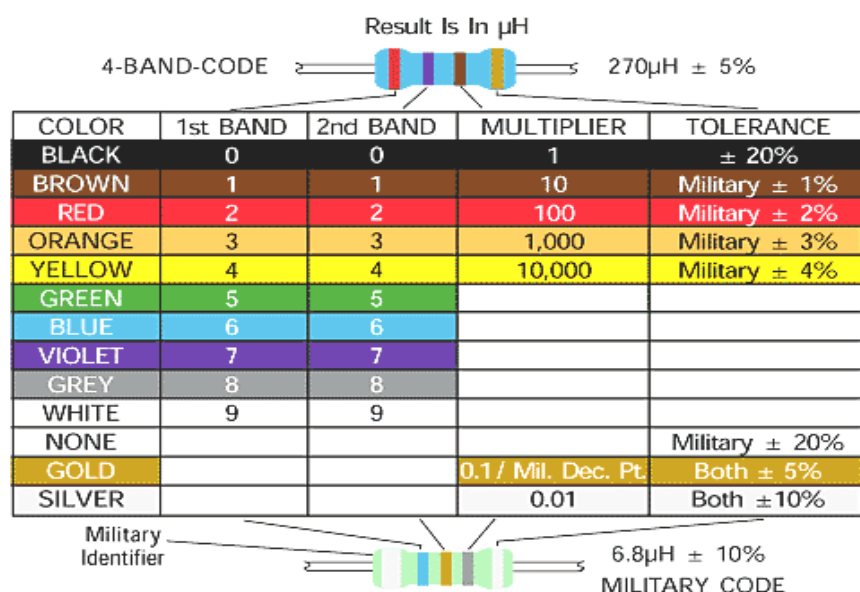 Result Is In µH
4-BAND-CODE 270µH ± 5%
COLOR 1st BAND 2nd BAND MULTIPLIER TOLERANCE
BLACK 0 0 1 ± 20%
BROWN 1 1 10 Military ± 1%
RED 2 2 100 Military ± 2%
ORANGE 3 3 1,000 Military ± 3%
YELLOW 4 4 10,000 Military ± 4%
GREEN 5 5
BLUE 6 6
VIOLET 7 7
GREY 8 8
WHITE 9 9
NONE Military ± 20%
GOLD 0.1 / Mil. Dec. Pt. Both ± 5%
SILVER 0.01 Both ±10%
Military
Identifier
6.8µH ± 10%
MILITARY CODE